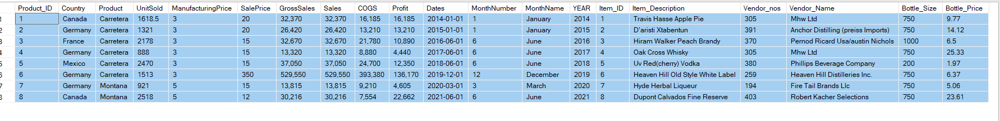 Product_ID Country Product UnitSold ManufacturingPrice SalePrice GrossSales Sales COGS Profit Dates MonthNumber MonthName YEAR Item_ID Item_Description Vendor_nos Vendor_Name Bottle_Size Bottle_Price
1 1 Canada Carretera 1618.5 3 20 32,370 32,370 16,185 16,185 2014-01-01 1 January 2014 1 Travis Hasse Apple Pie 305 Mhw Ltd 750 9.77
2 2 Germany Carretera 1321 3 20 26,420 26,420 13,210 13,210 2015-01-01 1 January 2015 2 D'aristi Xtabentun 391 Anchor Distilling (preiss Imports) 750 14.12
3 3 France Carretera 2178 3 15 32,670 32,670 21,780 10,890 2016-06-01 6 June 2016 3 Hiram Walker Peach Brandy 370 Pernod Ricard Usa/austin Nichols 1000 6.5
4 4 Germany Carretera 888 3 15 13,320 13,320 8,880 4,440 2017-06-01 6 June 2017 4 Oak Cross Whisky 305 Mhw Ltd 750 25.33
5 5 Mexico Carretera 2470 3 15 37,050 37,050 24,700 12,350 2018-06-01 6 June 2018 5 Uv Red(cherry) Vodka 380 Phillips Beverage Company 200 1.97
6 6 Germany Carretera 1513 3 350 529,550 529,550 393,380 136,170 2019-12-01 12 December 2019 6 Heaven Hill Old Style White Label 259 Heaven Hill Distilleries Inc. 750 6.37
7 7 Germany Montana 921 5 15 13,815 13,815 9,210 4,605 2020-03-01 3 March 2020 7 Hyde Herbal Liqueur 194 Fire Tail Brands Llc 750 5.06
8 8 Canada Montana 2518 5 12 30,216 30,216 7,554 22,662 2021-06-01 6 June 2021 8 Dupont Calvados Fine Reserve 403 Robert Kacher Selections 750 23.61